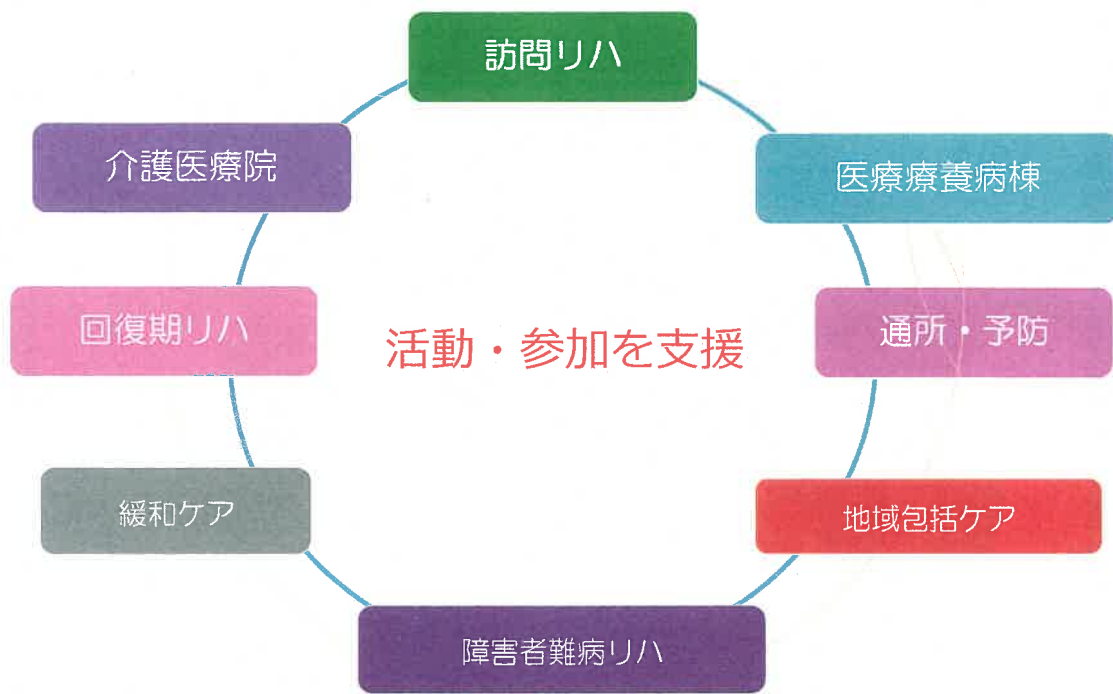 訪問リハ
介護医療院
医療療養病棟
回復期リハ
活動・参加を支援
通所・予防
緩和ケア
地域包括ケア
障害者難病リハ